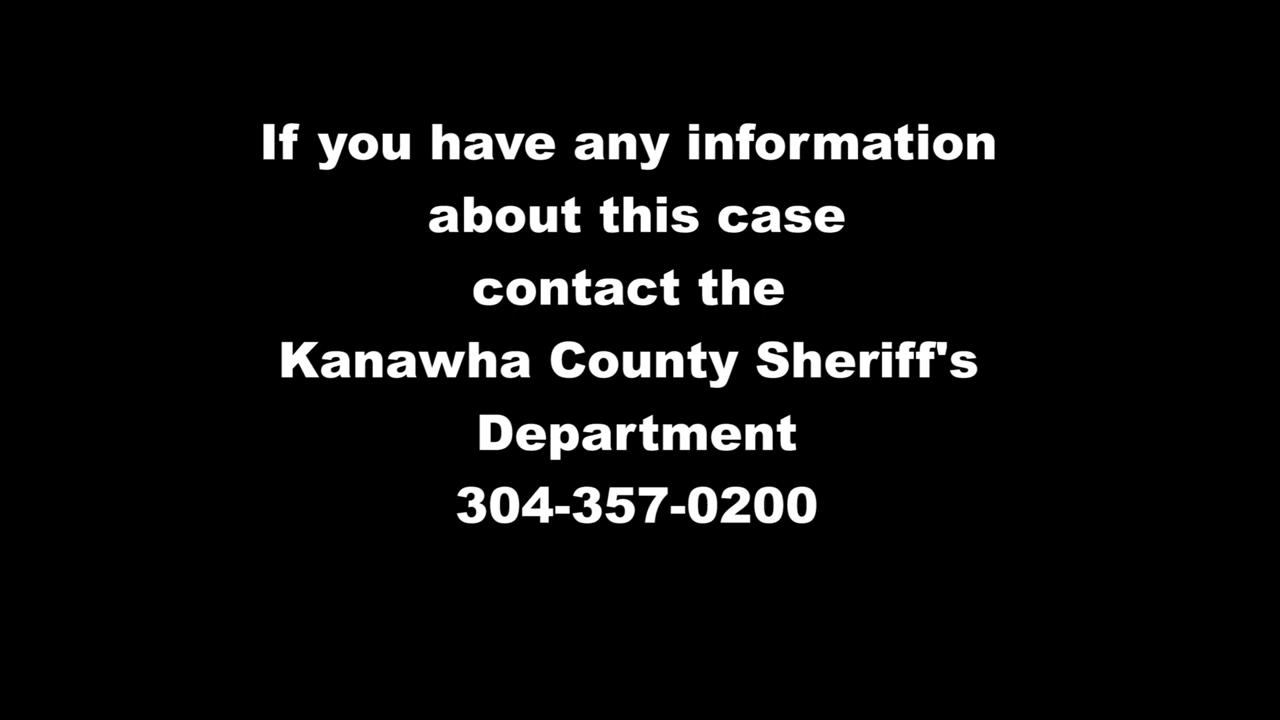 If you have any information
about this case
contact the
Kanawha County Sheriff's
Department
304-357-0200